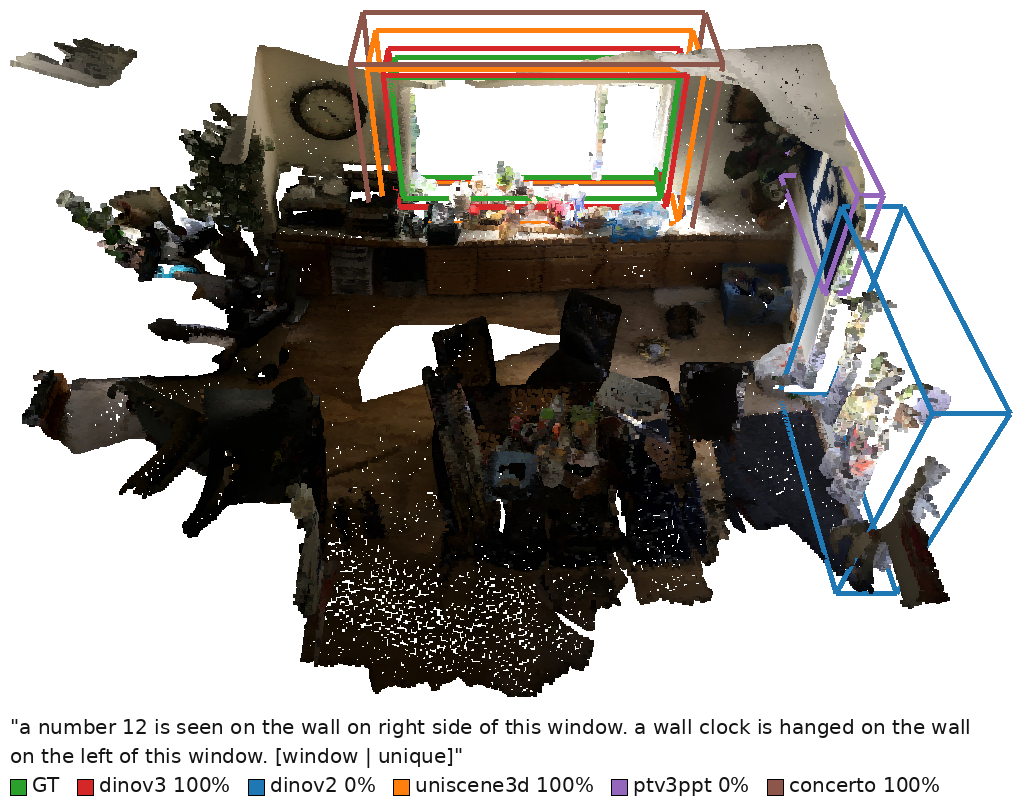 "a number 12 is seen on the wall on right side of this window. a wall clock is hanged on the wall
on the left of this window. [window | unique]"
GT dinov3 100% dinov2 0% uniscene3d 100% ptv3ppt 0% concerto 100%